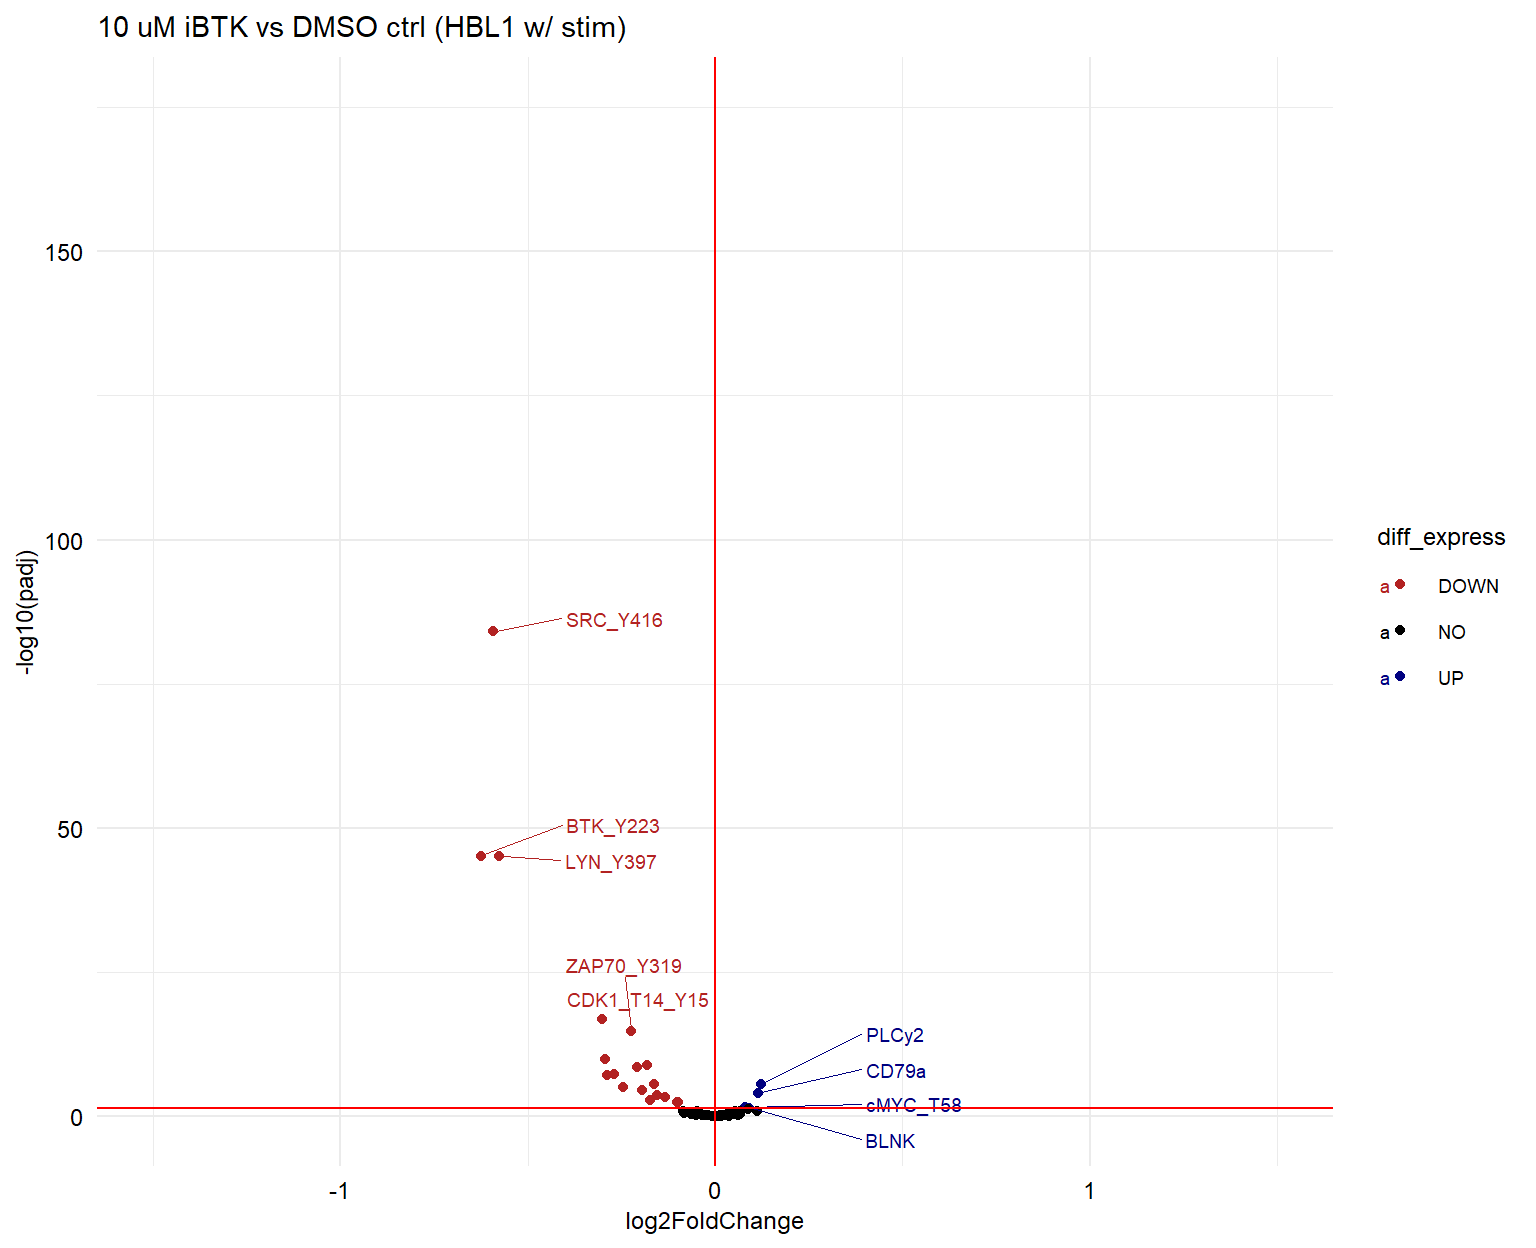 10 uM iBTK vs DMSO ctrl (HBL1 w/ stim)
-log10(padj)
150
100
50
0
SRC_Y416
BTK_Y223
LYN_Y397
ZAP70_Y319
CDK1_T14_Y15
PLCy2
CD79a
cMYC_T58
BLNK
-1
0
1
log2FoldChange
diff_express
a DOWN
a NO
a UP